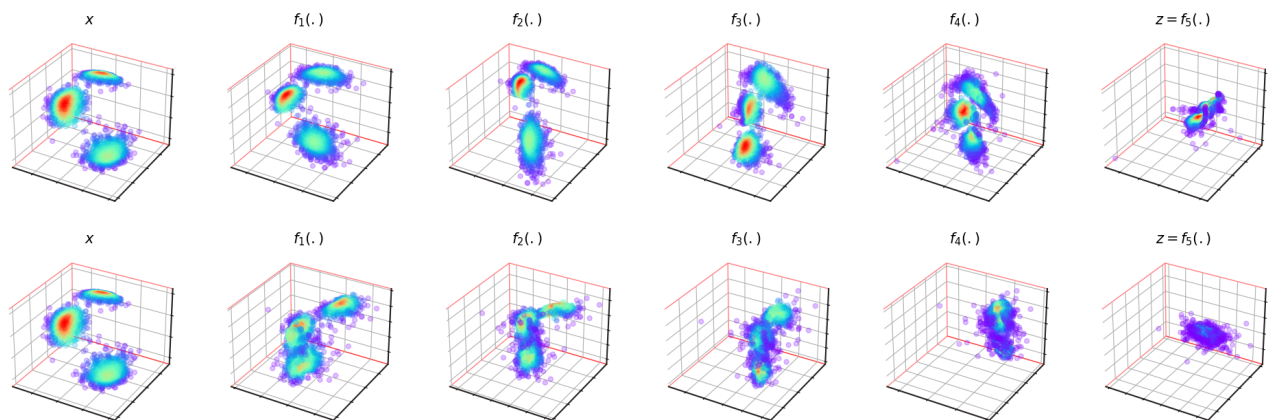 x f₁(.) f₂(.) f₃(.) f₄(.) z = f₅(.)
x f₁(.) f₂(.) f₃(.) f₄(.) z = f₅(.)